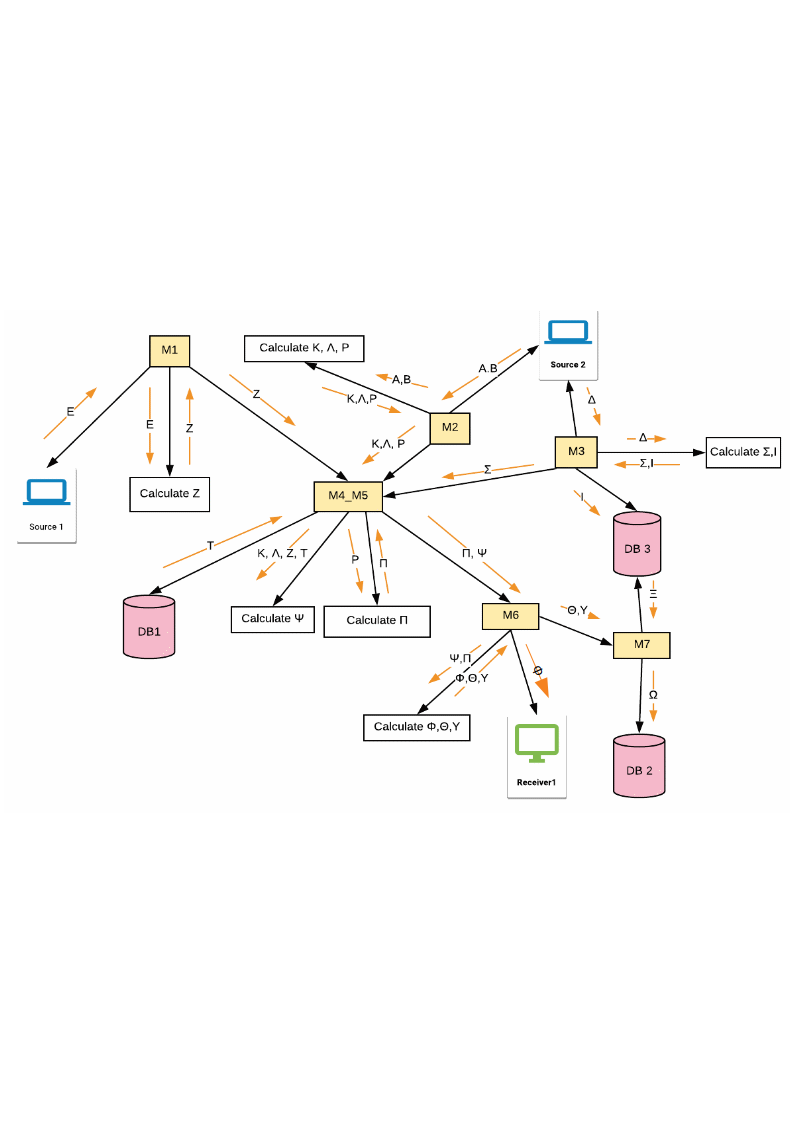 M1
Calculate Κ, Λ, Ρ
Source 2
Α,Β
Α.Β
Ε
Ζ
Κ,Λ,Ρ
Δ
Ε
Ζ
Κ,Λ, Ρ
M2
M3
Δ
Σ,Ι
Calculate Σ,Ι
Source 1
Calculate Ζ
M4_M5
Σ
Ι
DB 3
Τ
Κ, Λ, Ζ, Τ
Ρ
Π
Π, Ψ
Ξ
DB1
Calculate Ψ
Calculate Π
M6
Θ,Υ
M7
Ψ,Π
Φ,Θ,Υ
Φ
Ω
Calculate Φ,Θ,Υ
Receiver1
DB 2